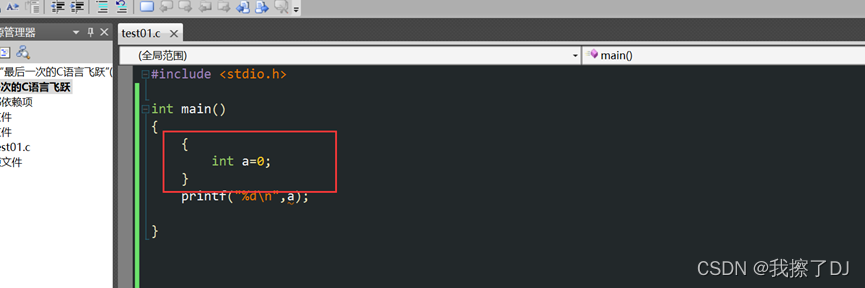 test01.c
源管理器
(全局范围)
main()
"最后一次的C语言飞跃"(
次的C语言飞跃
依赖项
件
件
est01.c
文件
#include <stdio.h>
int main()
{
{
int a=0;
}
printf("%d\n",a);
}
CSDN @我擦了DJ